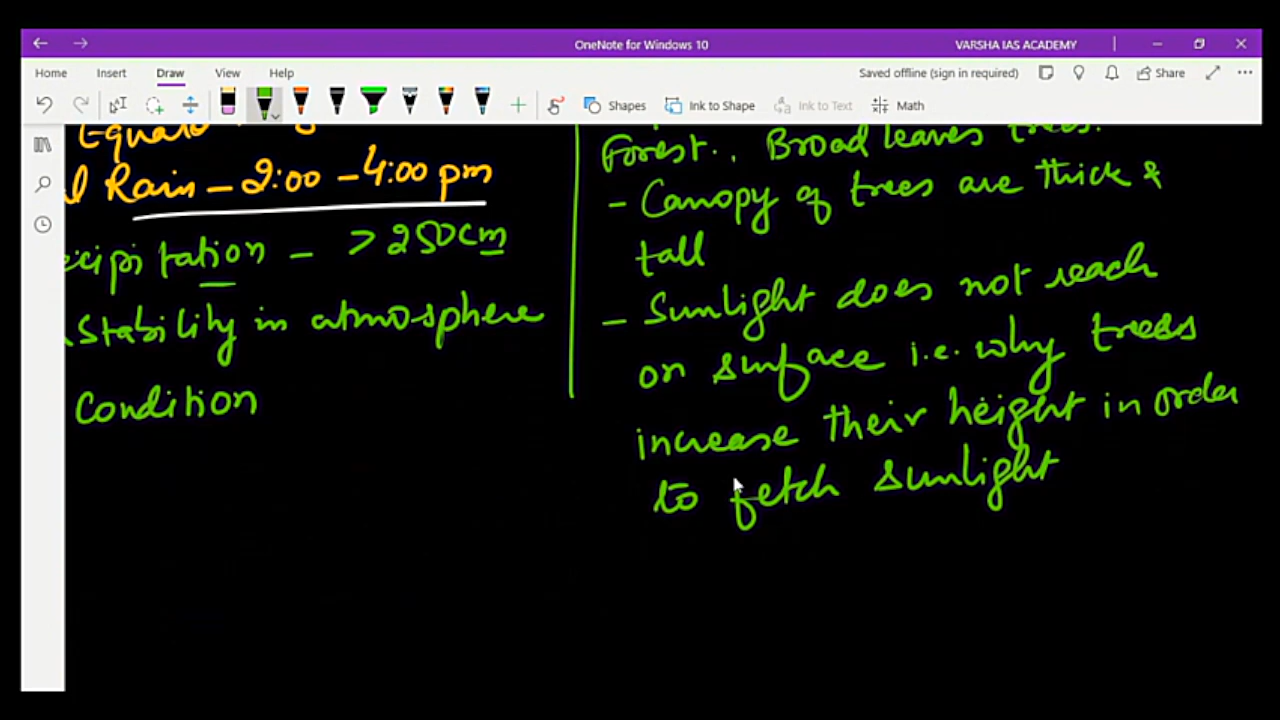 OneNote for Windows 10
VARSHA IAS ACADEMY
Home Insert Draw View Help
Saved offline (sign in required)
Share
Shapes
Ink to Shape
Ink to Text
Math
Rain - 2:00 - 4:00 pm
cipitation - > 250cm
stability in atmosphere
condition
Forest., Broad leaves trees.
- Canopy of trees are thick &
tall
- Sunlight does not reach
on surface i.e. why trees
increase their height in order
to fetch sunlight